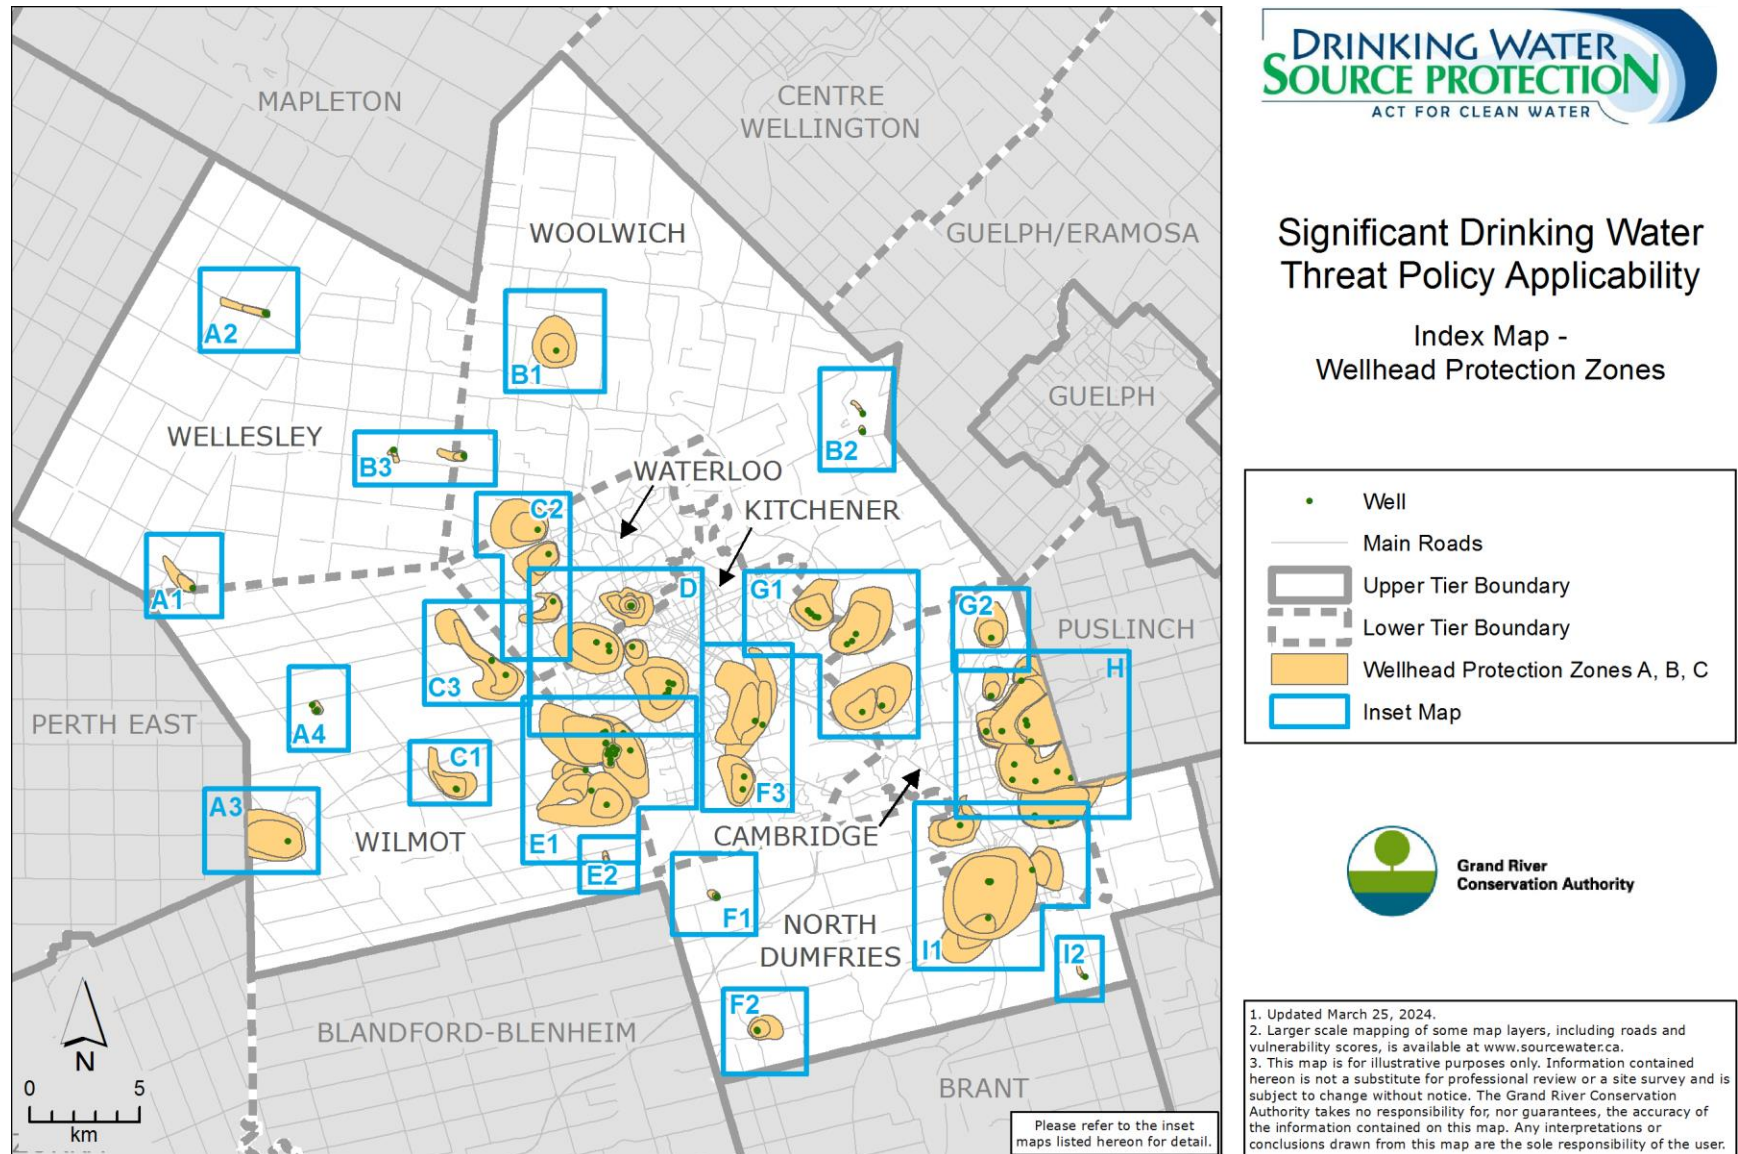 MAPLETON
CENTRE
WELLINGTON
WOOLWICH
GUELPH/ERAMOSA
A2
B1
GUELPH
WELLESLEY
B3
B2
WATERLOO
C2
KITCHENER
A1
D
G1
G2
PUSLINCH
H
C3
PERTH EAST
A4
C1
A3
F3
WILMOT
E1
CAMBRIDGE
E2
F1
NORTH
DUMFRIES
I1
I2
F2
BLANDFORD-BLENHEIM
BRANT
N
0 5
km
Please refer to the inset
maps listed hereon for detail.
DRINKING WATER
SOURCE PROTECTION
ACT FOR CLEAN WATER
Significant Drinking Water
Threat Policy Applicability
Index Map -
Wellhead Protection Zones
Well
Main Roads
Upper Tier Boundary
Lower Tier Boundary
Wellhead Protection Zones A, B, C
Inset Map
Grand River
Conservation Authority
1. Updated March 25, 2024.
2. Larger scale mapping of some map layers, including roads and
vulnerability scores, is available at www.sourcewater.ca.
3. This map is for illustrative purposes only. Information contained
hereon is not a substitute for professional review or a site survey and is
subject to change without notice. The Grand River Conservation
Authority takes no responsibility for, nor guarantees, the accuracy of
the information contained on this map. Any interpretations or
conclusions drawn from this map are the sole responsibility of the user.